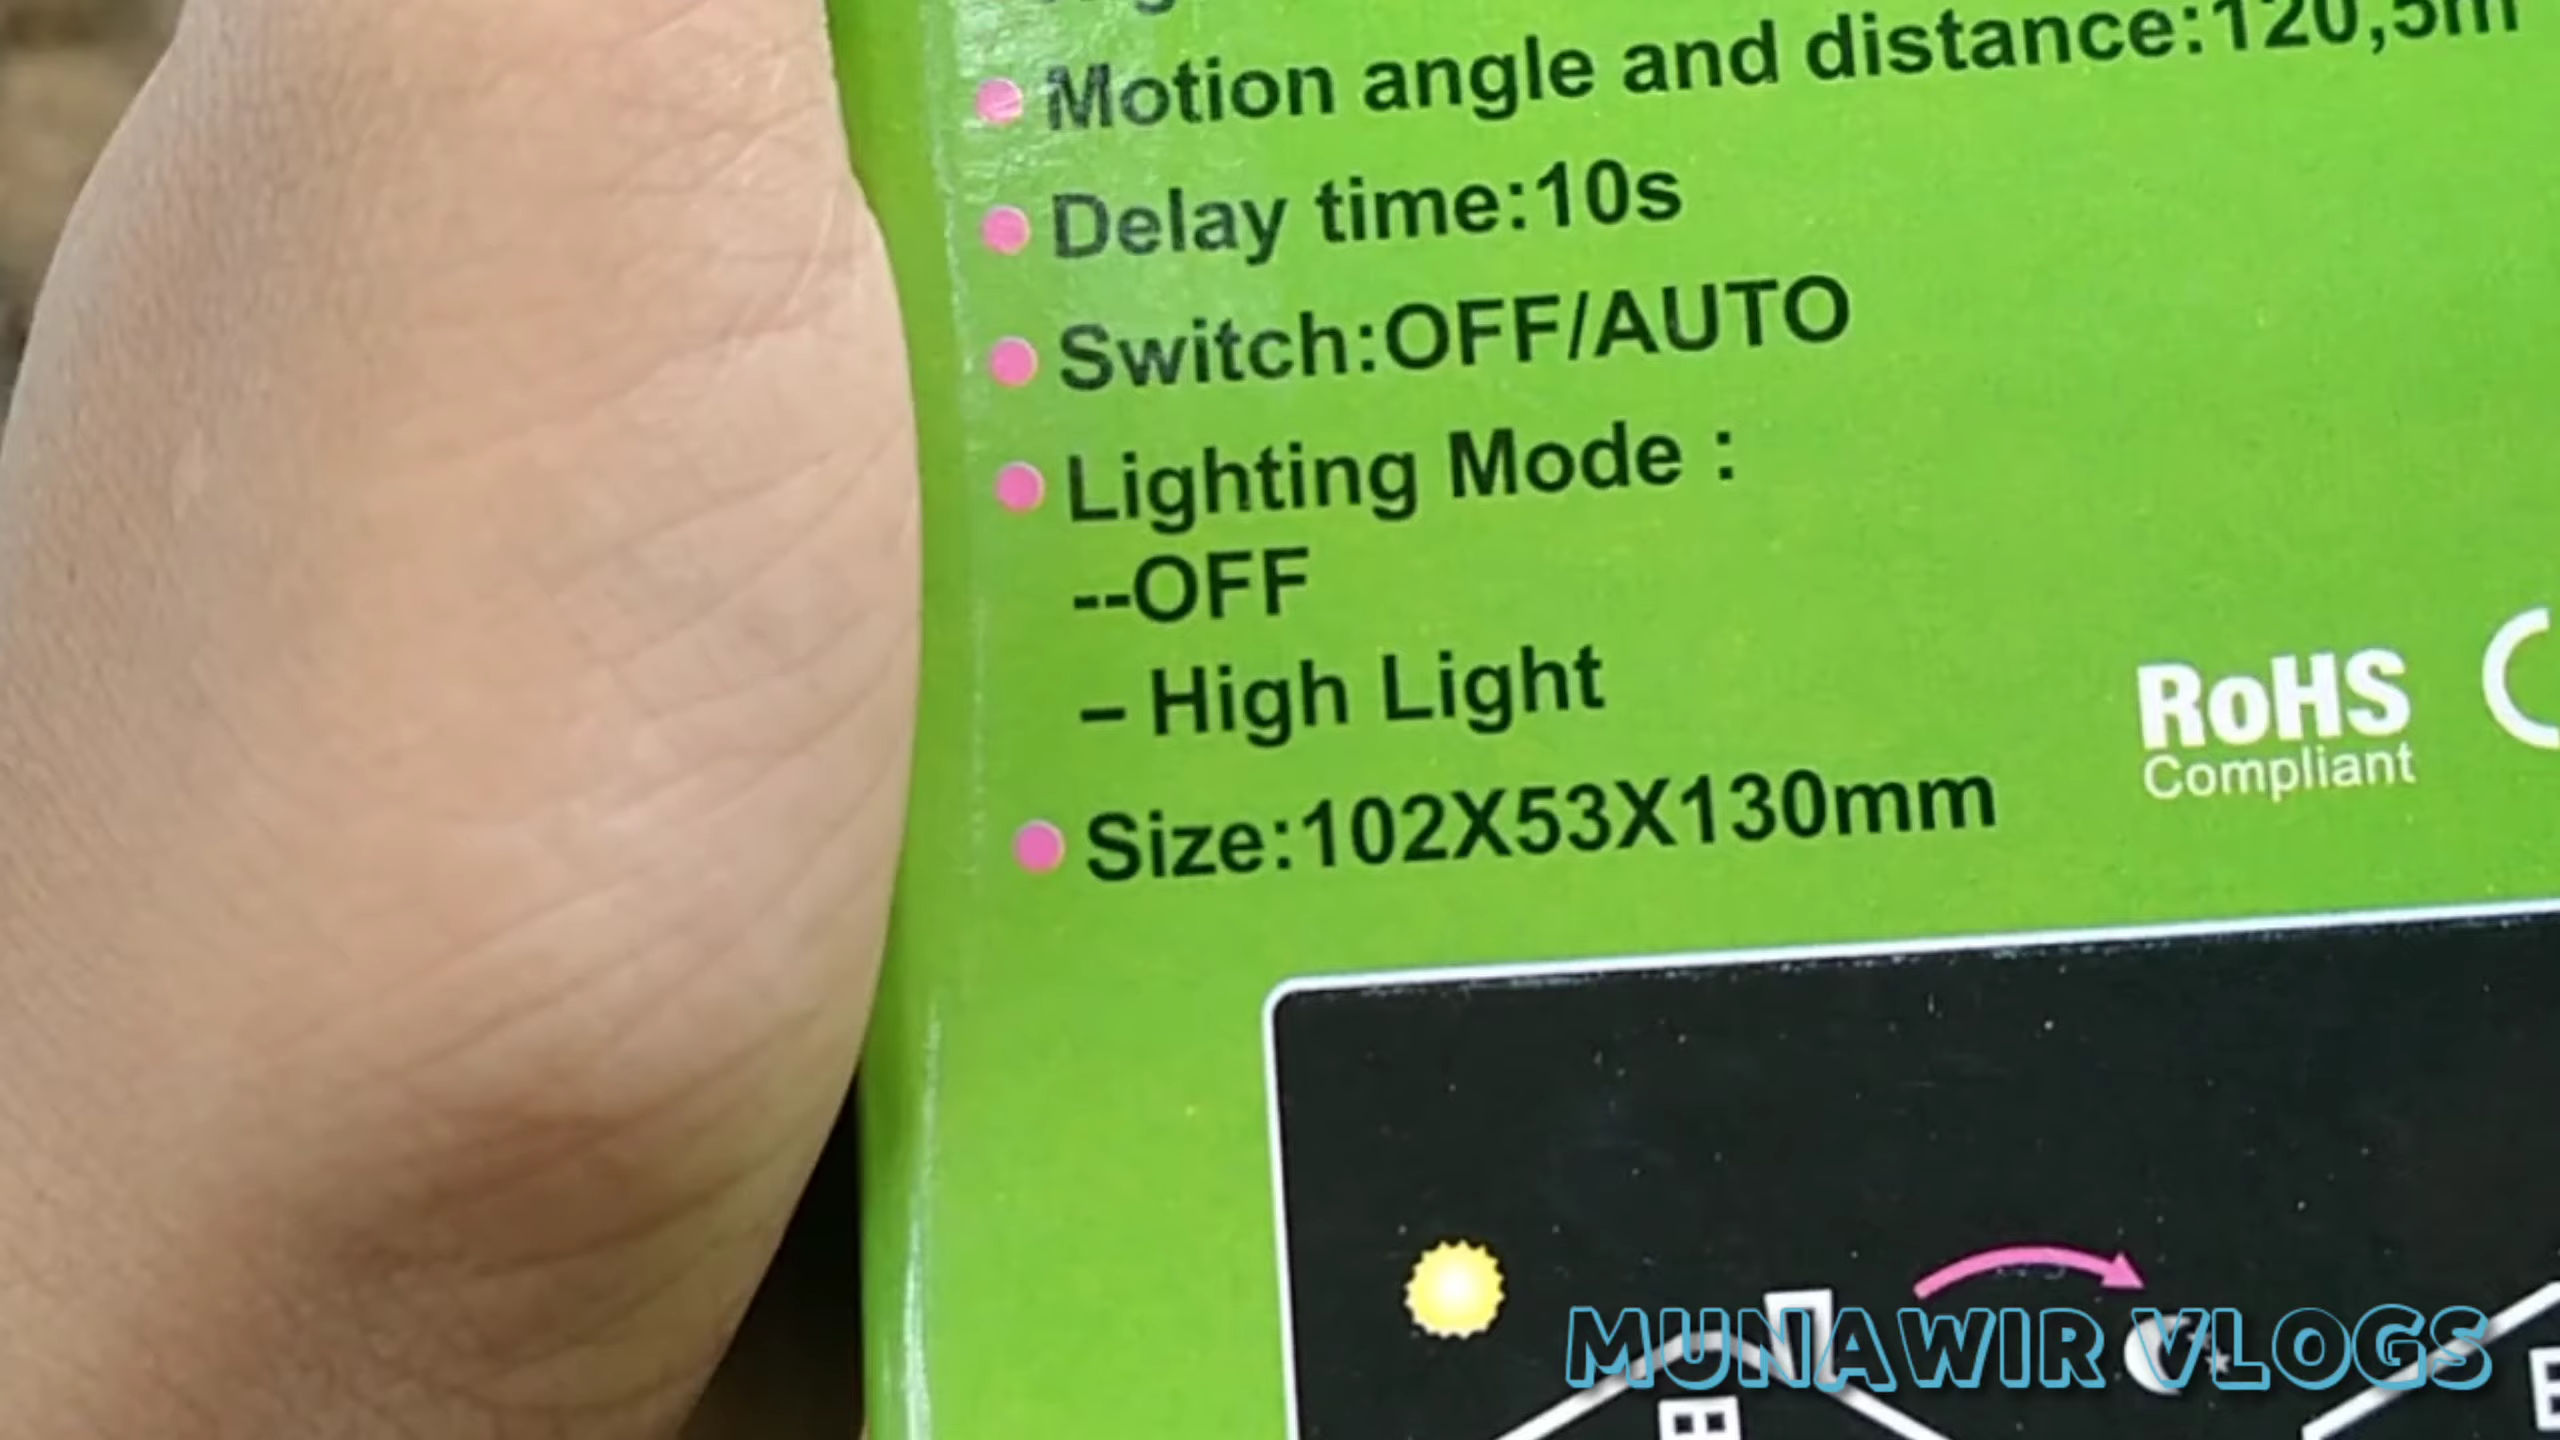 Motion angle and distance:120,5m
Delay time:10s
Switch:OFF/AUTO
Lighting Mode :
--OFF
– High Light
Size:102X53X130mm
RoHS
Compliant
MUNAWIR VLOGS